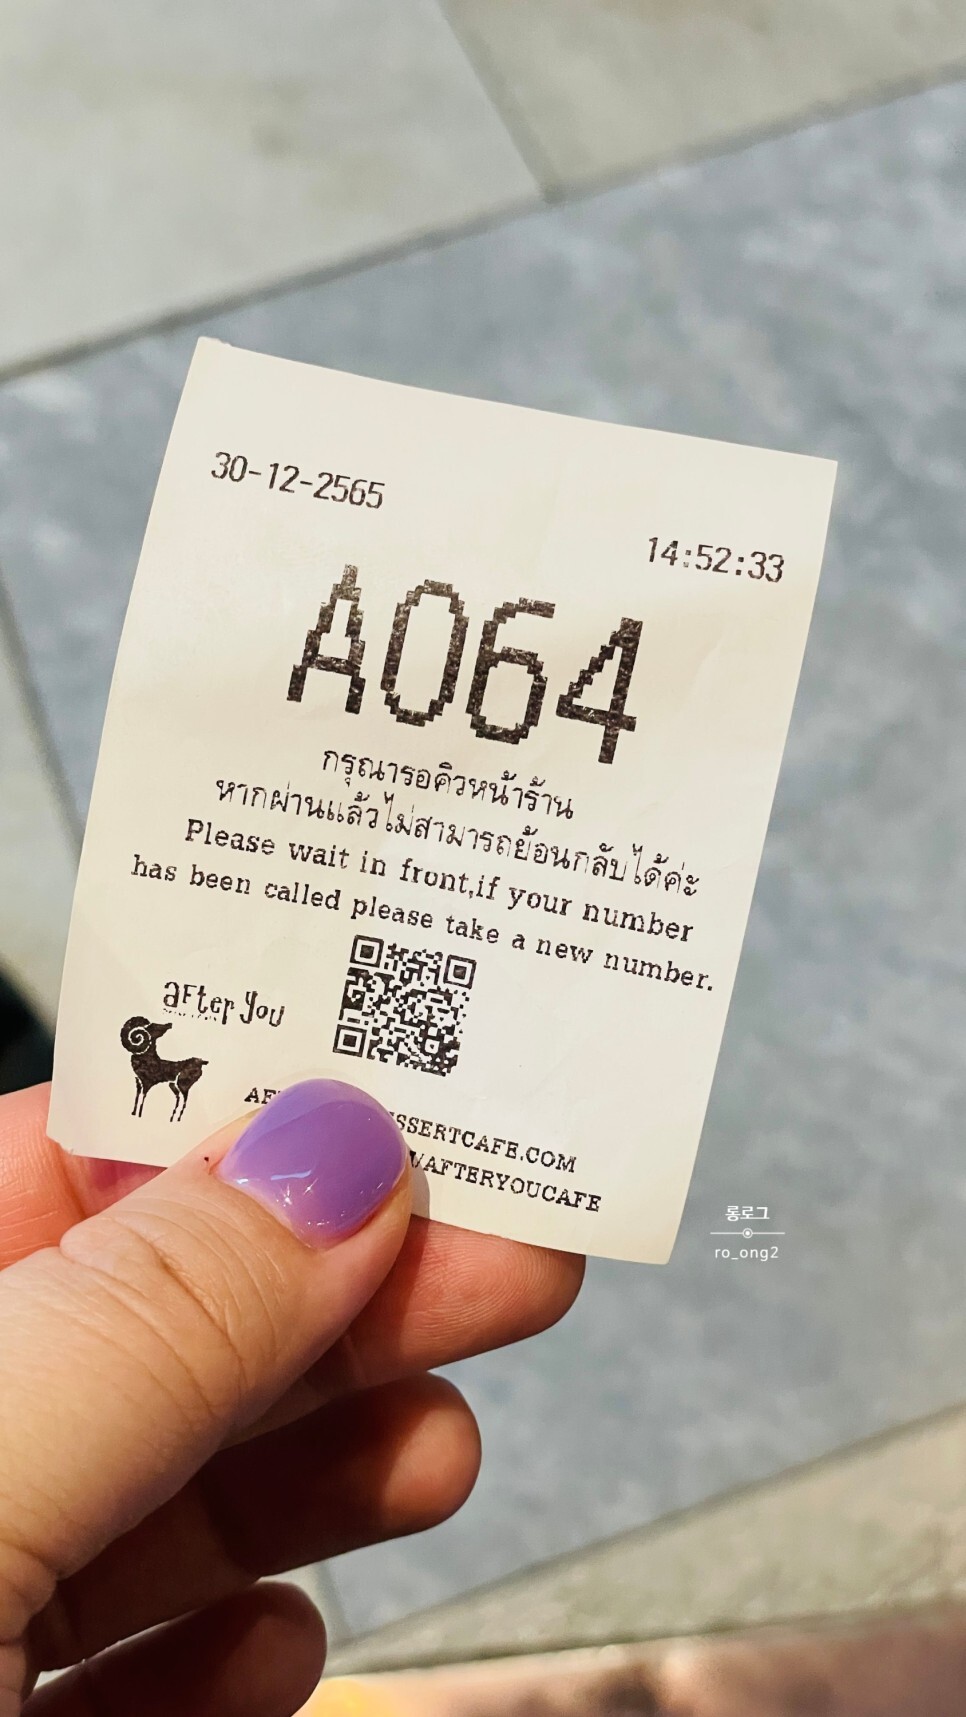 30-12-2565
14:52:33
A064
กรุณารอคิวหน้าร้าน
หากผ่านแล้วไม่สามารถย้อนกลับได้ค่ะ
Please wait in front,if your number
has been called please take a new number.
after you
SSERTCAFE.COM
/AFTERYOUCAFE
롱로그
ro_ong2